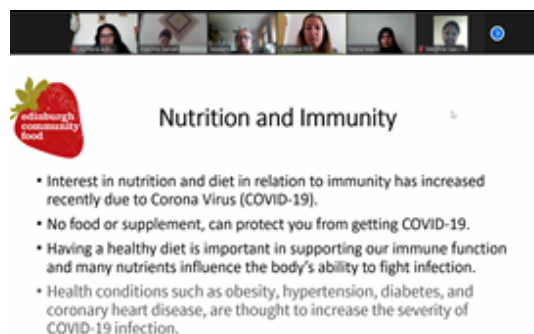 edinburgh
community
food
Nutrition and Immunity
• Interest in nutrition and diet in relation to immunity has increased
recently due to Corona Virus (COVID-19).
• No food or supplement, can protect you from getting COVID-19.
• Having a healthy diet is important in supporting our immune function
and many nutrients influence the body's ability to fight infection.
• Health conditions such as obesity, hypertension, diabetes, and
coronary heart disease, are thought to increase the severity of
COVID-19 infection.